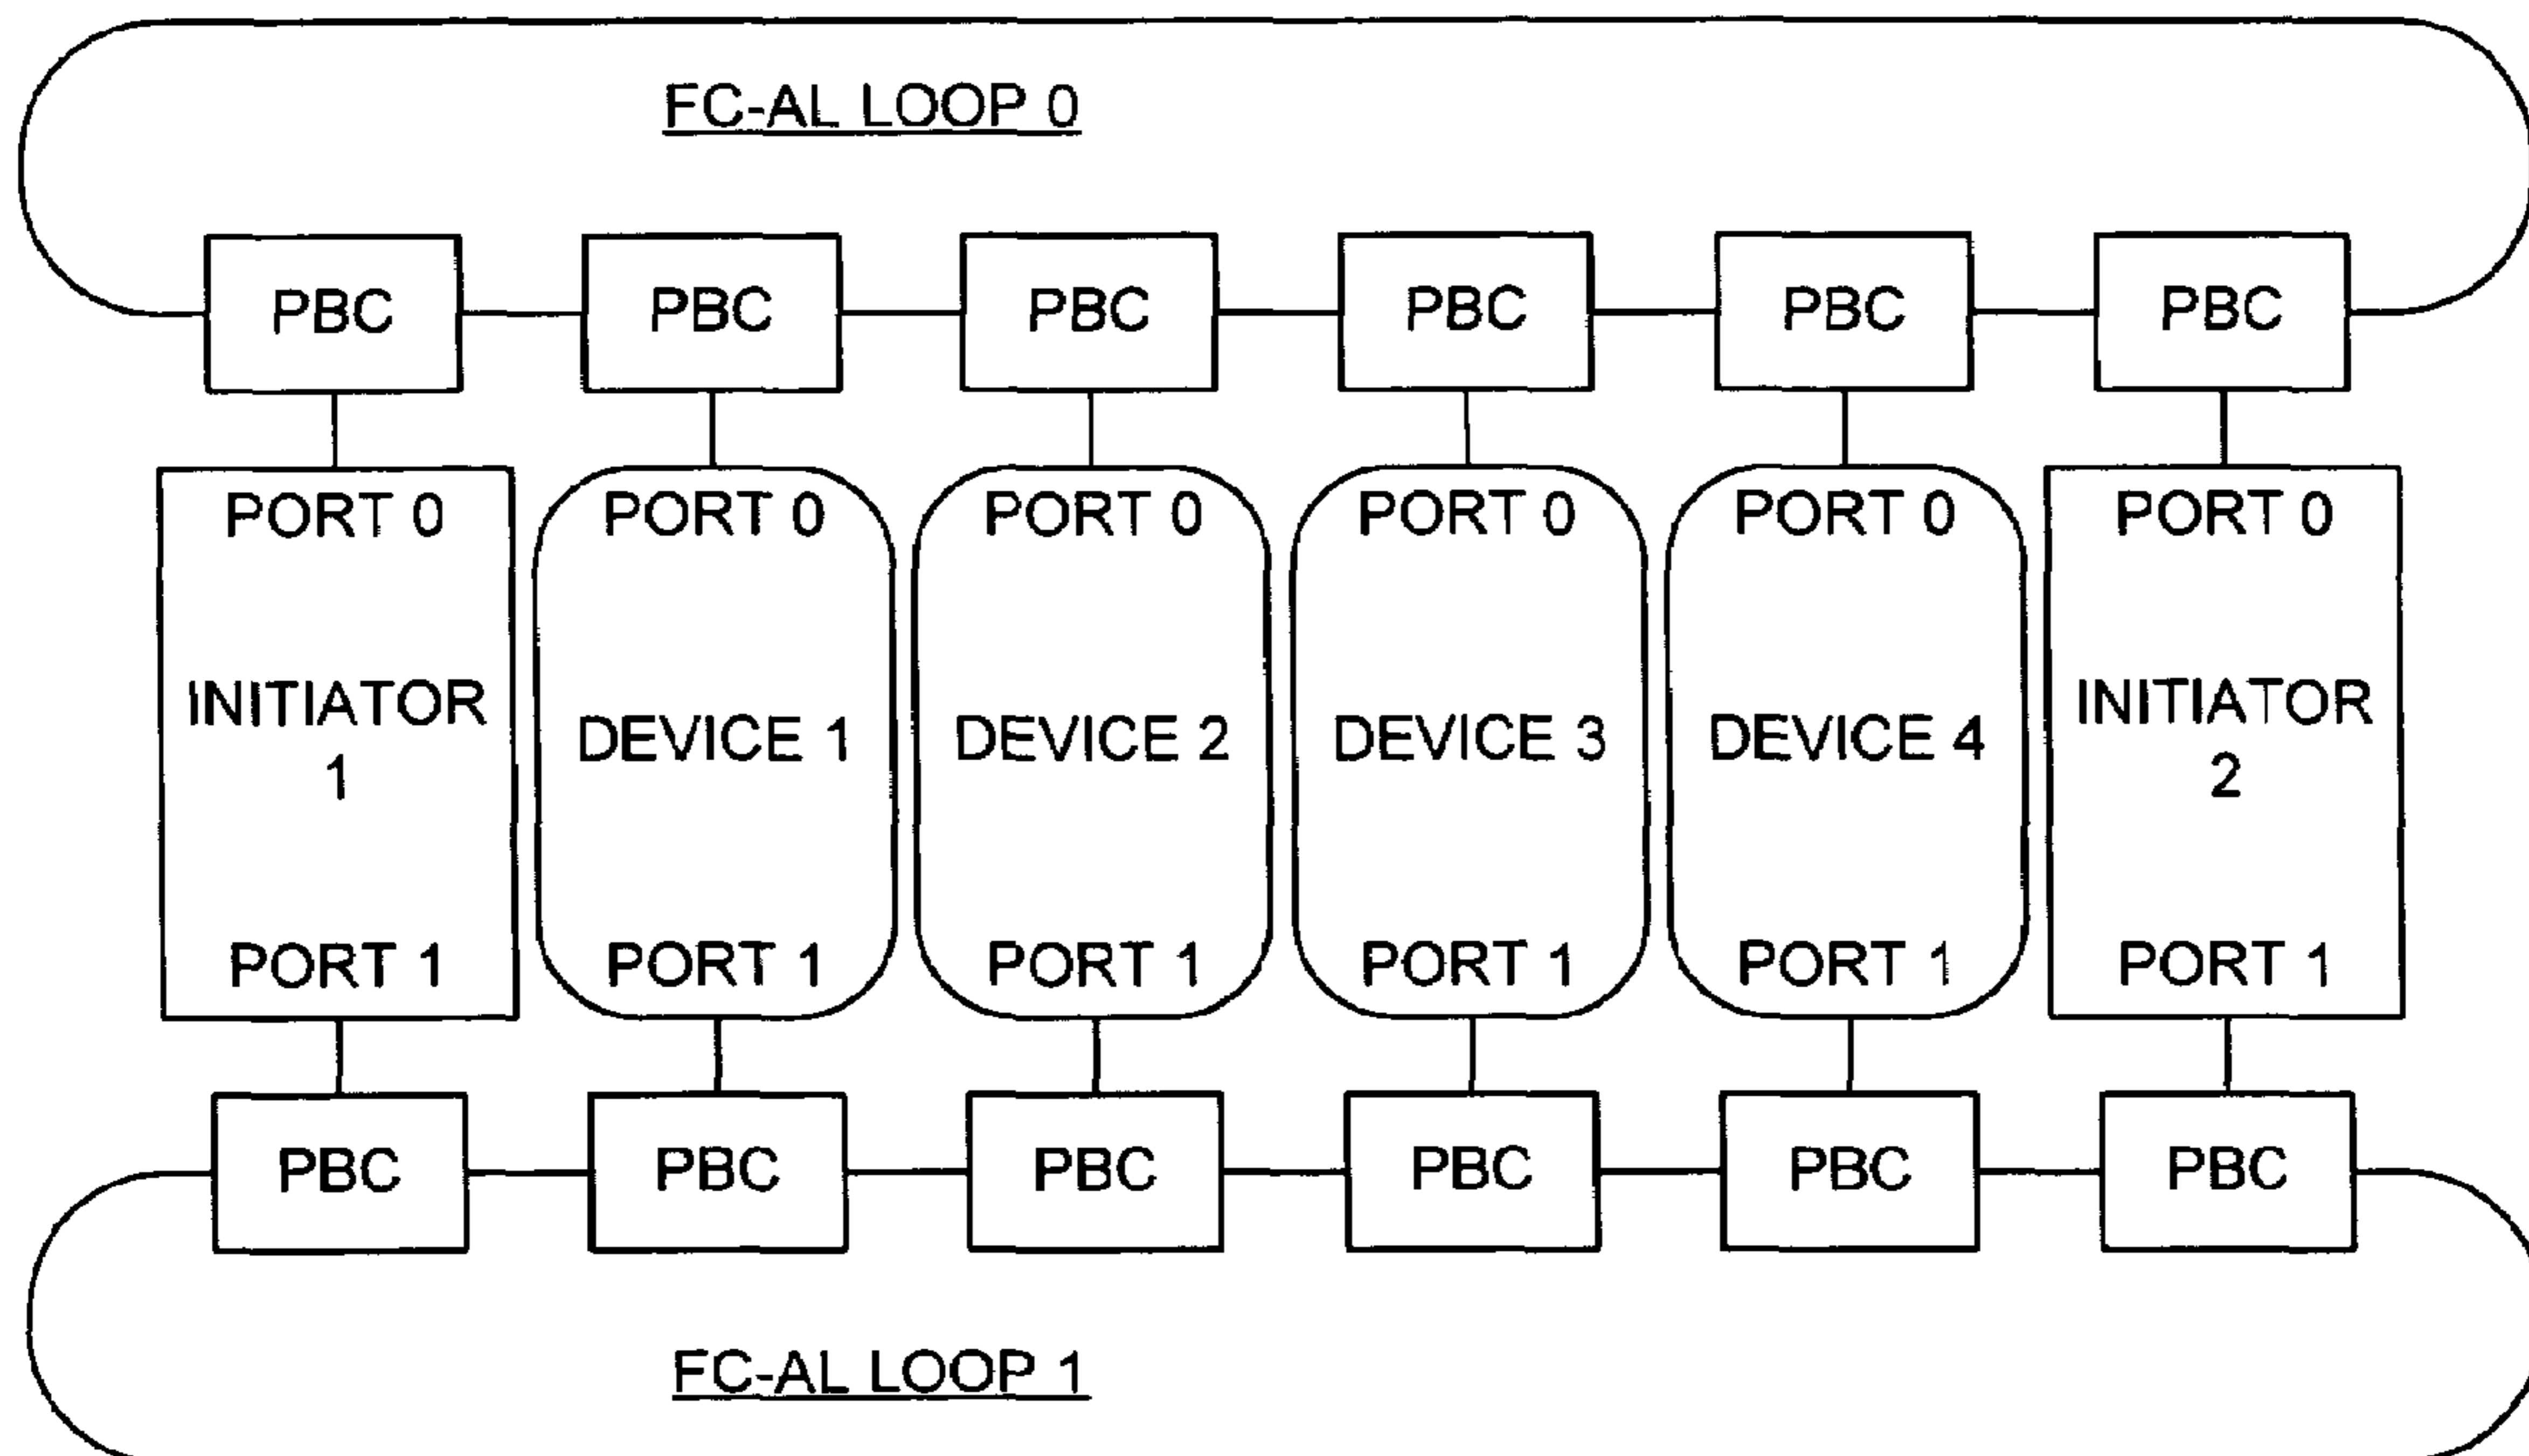 FC-AL LOOP 0
PBC PBC PBC PBC PBC PBC
PORT 0 PORT 0 PORT 0 PORT 0 PORT 0 PORT 0
INITIATOR
1
DEVICE 1 DEVICE 2 DEVICE 3 DEVICE 4
INITIATOR
2
PORT 1 PORT 1 PORT 1 PORT 1 PORT 1 PORT 1
PBC PBC PBC PBC PBC PBC
FC-AL LOOP 1